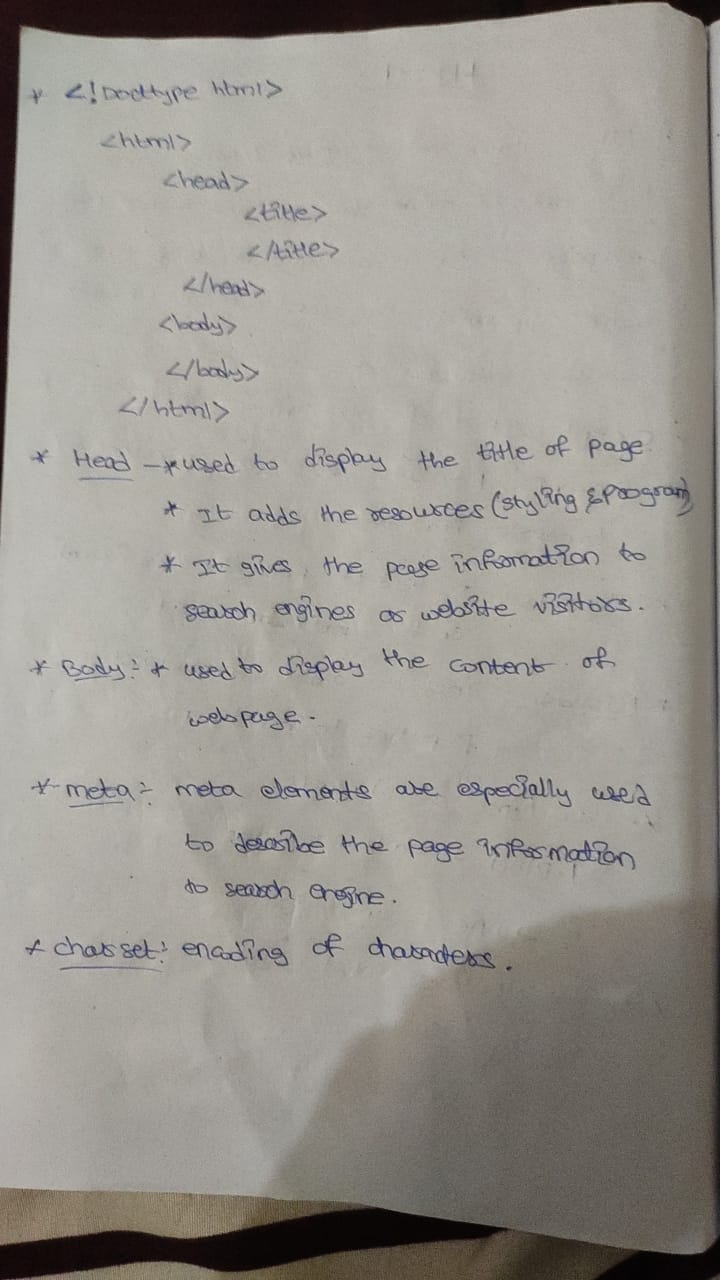 * <!Doctype html>
<html>
<head>
<title>
</title>
</head>
<body>
</body>
</html>
* Head - * used to display the title of page
* It adds the resources (styling & program)
* It gives the page infromation to
search engines or website visitors.
* Body: * used to display the content of
webpage.
* meta: meta elements are especially used
to describe the page information
to search engine.
* charset: encoding of characters.